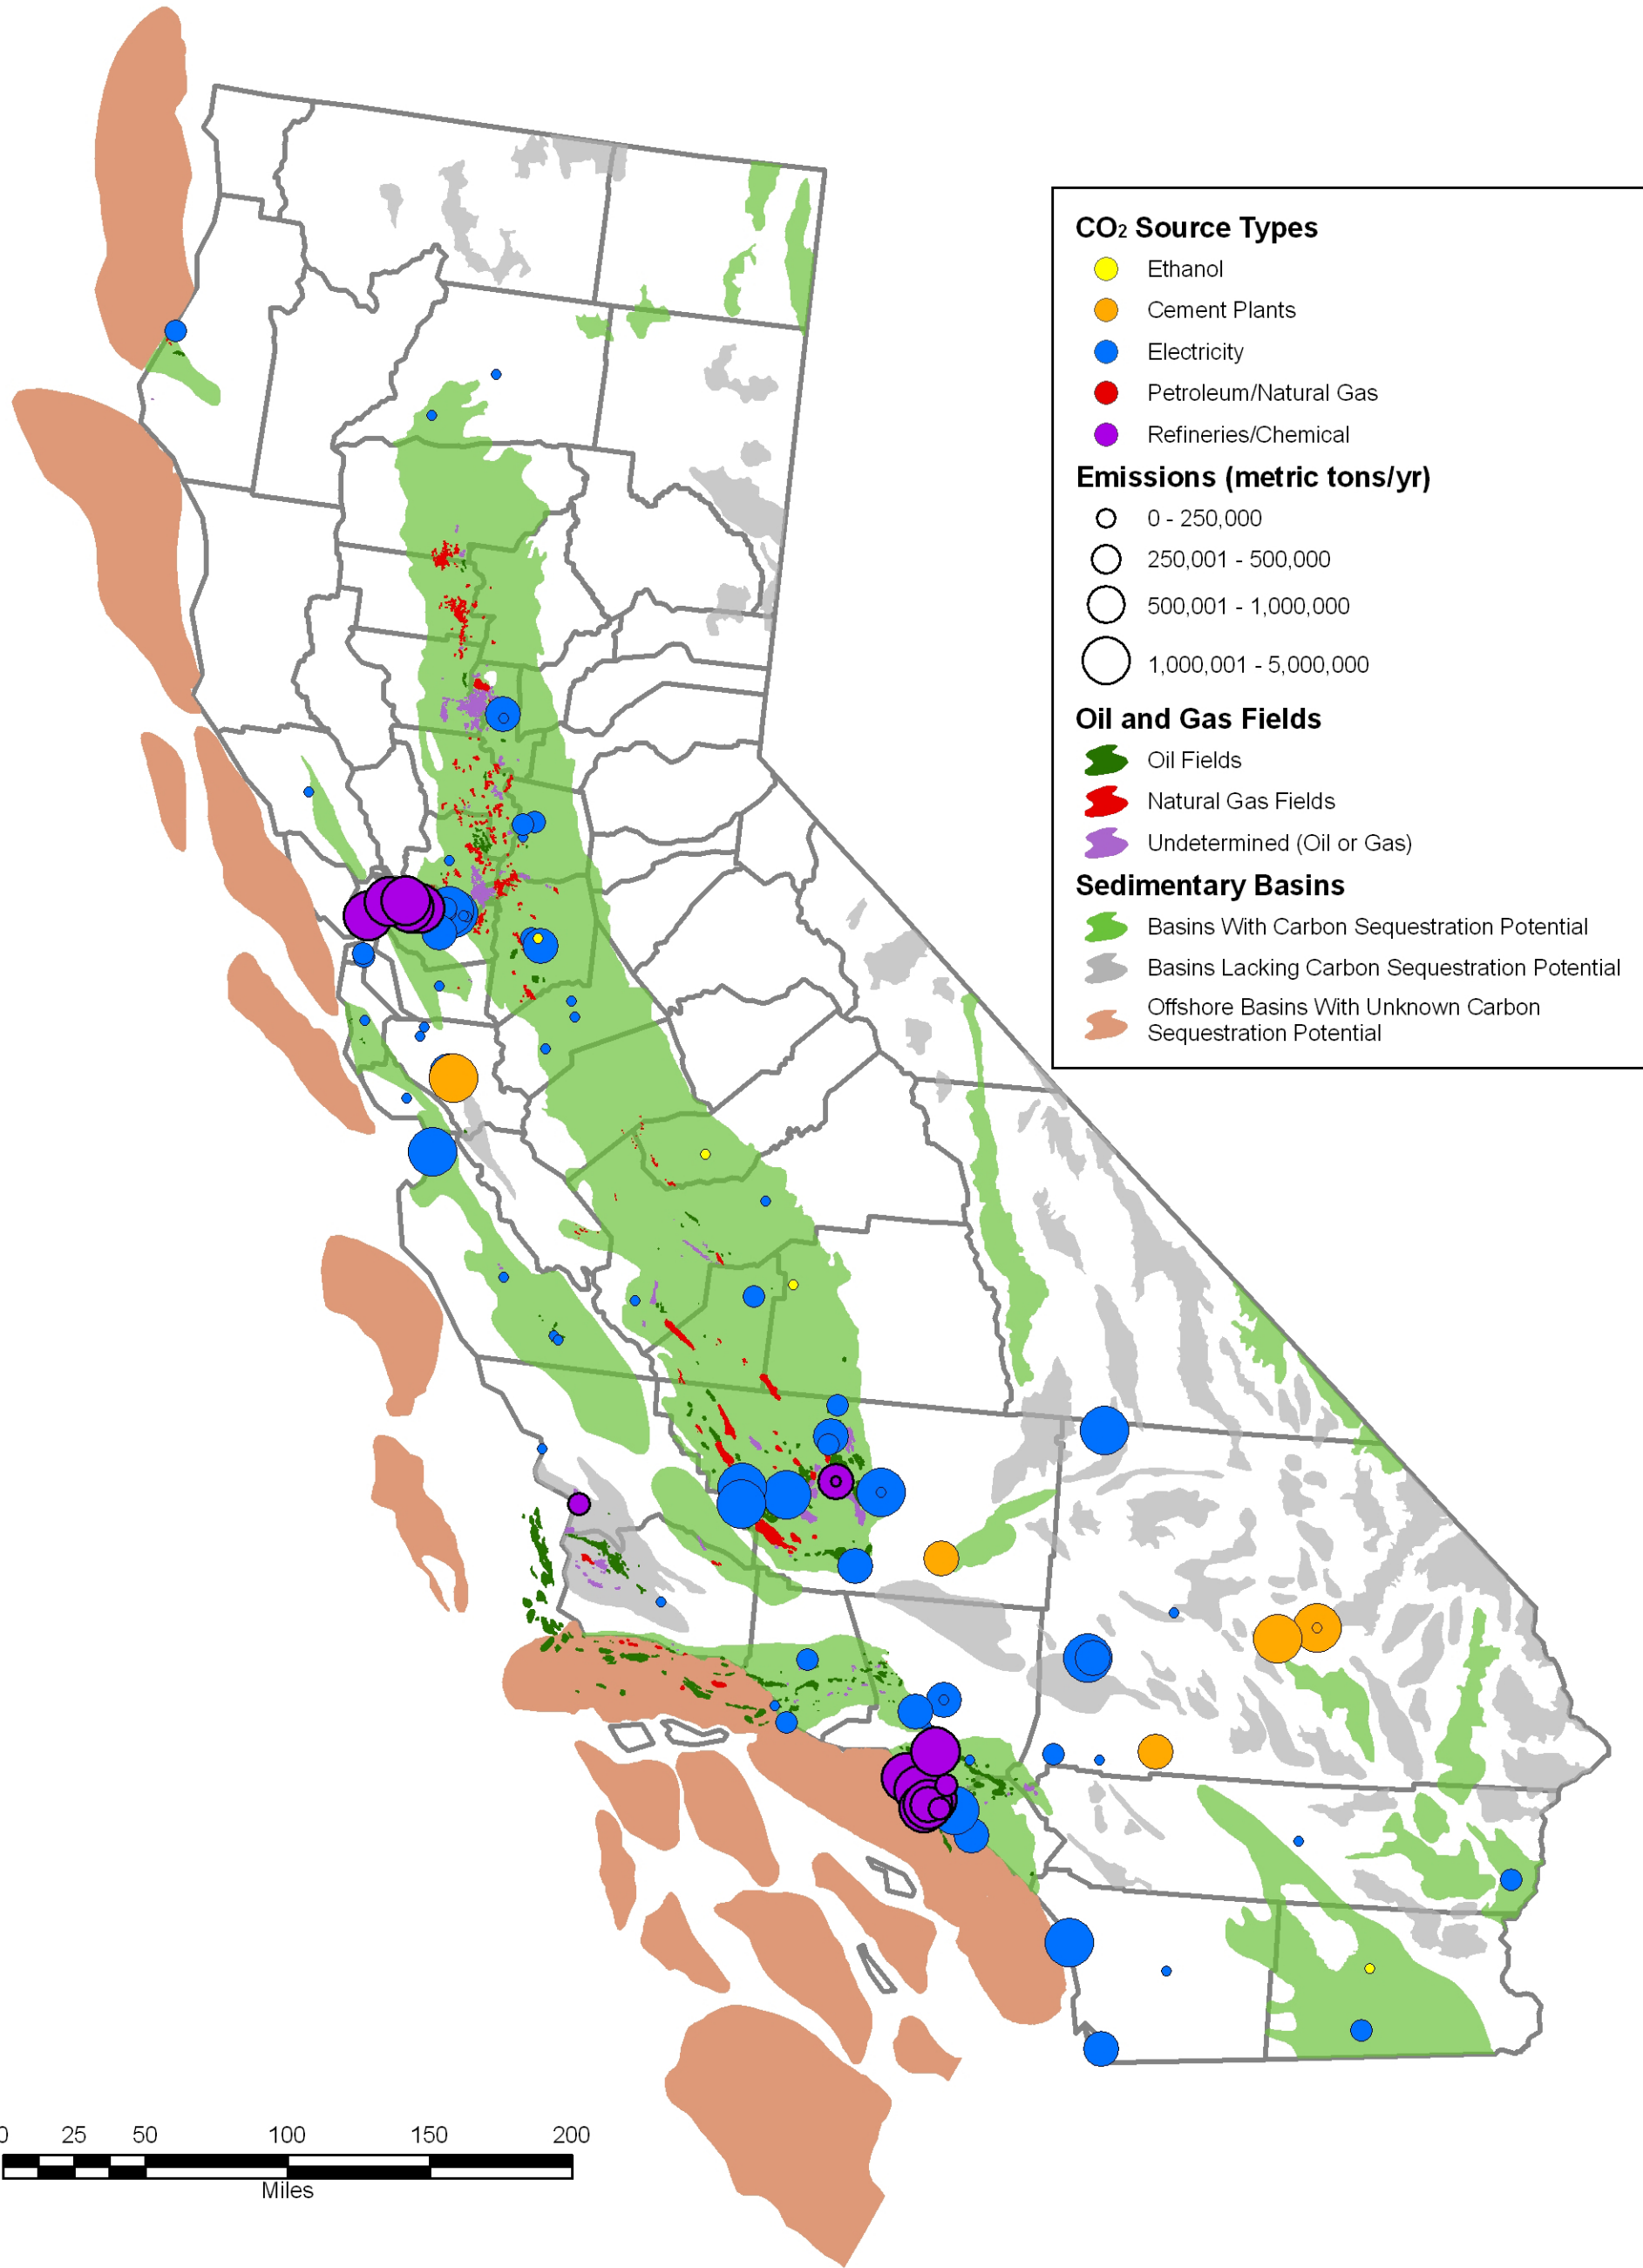 CO2 Source Types
Ethanol
Cement Plants
Electricity
Petroleum/Natural Gas
Refineries/Chemical
Emissions (metric tons/yr)
0 - 250,000
250,001 - 500,000
500,001 - 1,000,000
1,000,001 - 5,000,000
Oil and Gas Fields
Oil Fields
Natural Gas Fields
Undetermined (Oil or Gas)
Sedimentary Basins
Basins With Carbon Sequestration Potential
Basins Lacking Carbon Sequestration Potential
Offshore Basins With Unknown Carbon
Sequestration Potential
0 25 50 100 150 200
Miles